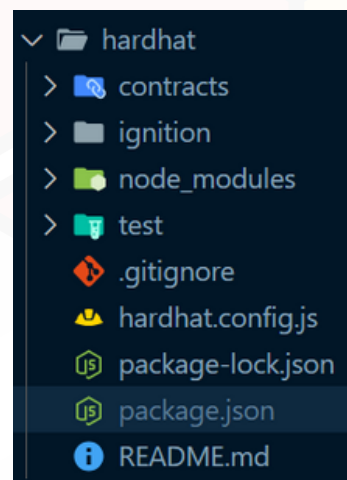 hardhat
contracts
ignition
node_modules
test
.gitignore
hardhat.config.js
package-lock.json
package.json
README.md